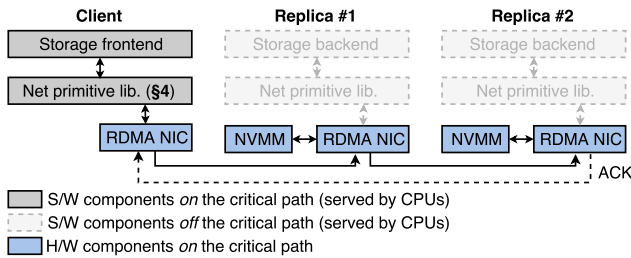 Client Replica #1 Replica #2
Storage frontend Storage backend Storage backend
Net primitive lib. (§4) Net primitive lib. Net primitive lib.
RDMA NIC NVMM RDMA NIC NVMM RDMA NIC
ACK
S/W components on the critical path (served by CPUs)
S/W components off the critical path (served by CPUs)
H/W components on the critical path